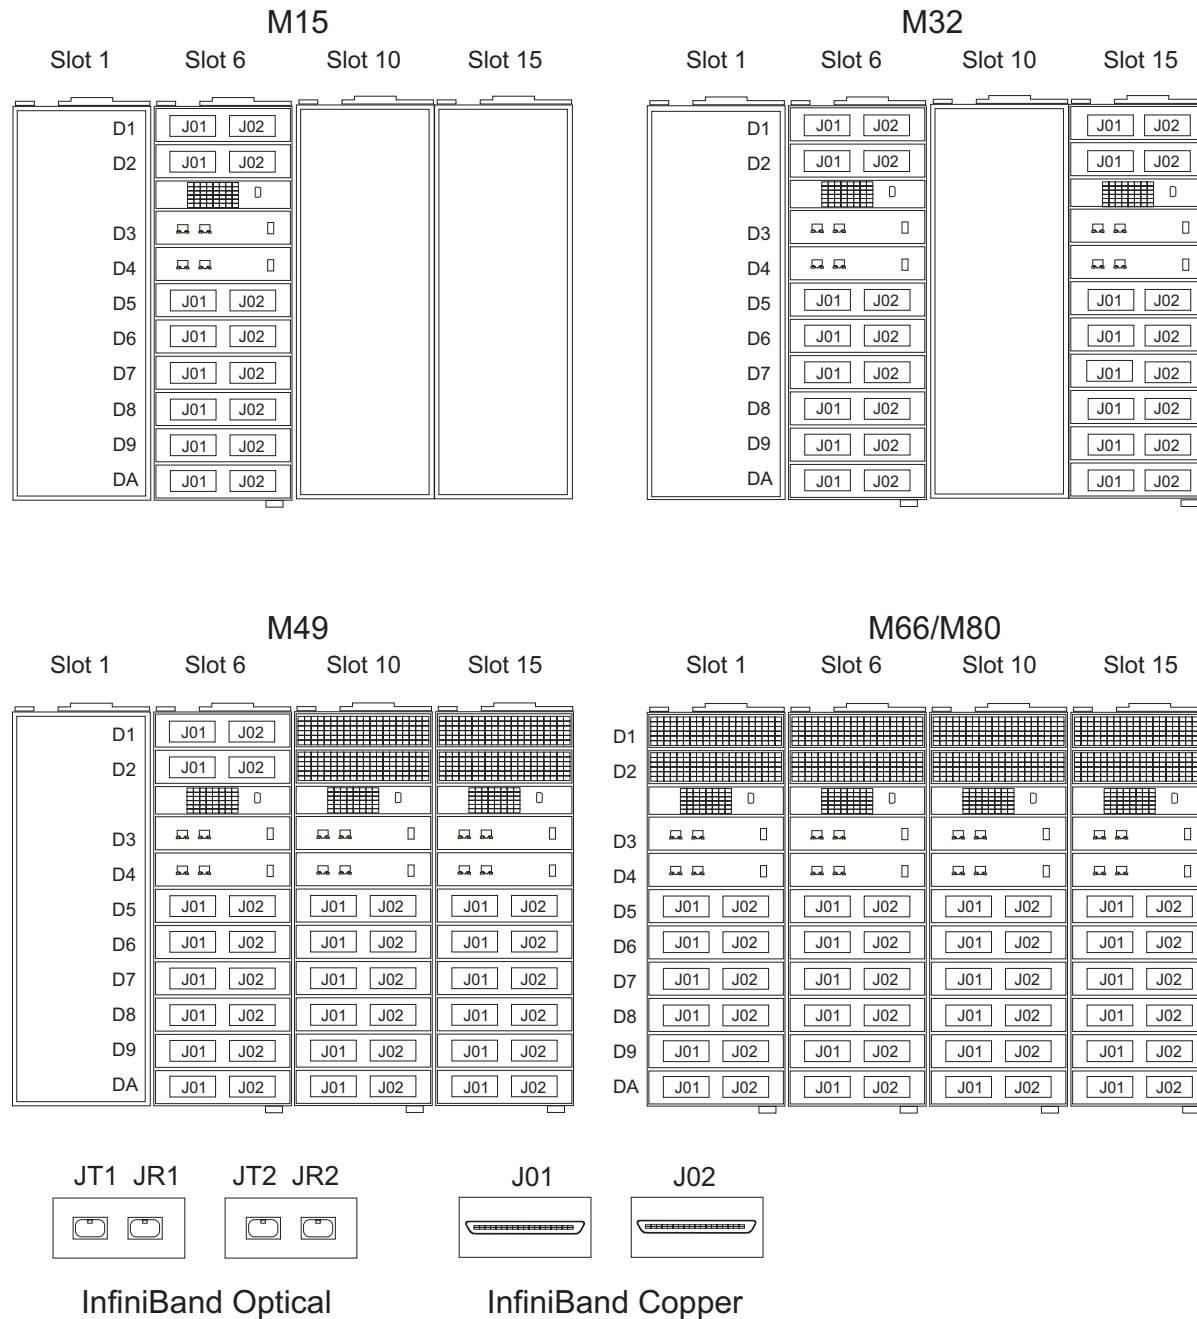 M15 M32
Slot 1 Slot 6 Slot 10 Slot 15 Slot 1 Slot 6 Slot 10 Slot 15
D1 J01 J02 D1 J01 J02 J01 J02
D2 J01 J02 D2 J01 J02 J01 J02
D3 D3
D4 D4
D5 J01 J02 D5 J01 J02 J01 J02
D6 J01 J02 D6 J01 J02 J01 J02
D7 J01 J02 D7 J01 J02 J01 J02
D8 J01 J02 D8 J01 J02 J01 J02
D9 J01 J02 D9 J01 J02 J01 J02
DA J01 J02 DA J01 J02 J01 J02
M49 M66/M80
Slot 1 Slot 6 Slot 10 Slot 15 Slot 1 Slot 6 Slot 10 Slot 15
D1 J01 J02 D1
D2 J01 J02 D2
D3 D3
D4 D4
D5 J01 J02 J01 J02 J01 J02 D5 J01 J02 J01 J02 J01 J02 J01 J02
D6 J01 J02 J01 J02 J01 J02 D6 J01 J02 J01 J02 J01 J02 J01 J02
D7 J01 J02 J01 J02 J01 J02 D7 J01 J02 J01 J02 J01 J02 J01 J02
D8 J01 J02 J01 J02 J01 J02 D8 J01 J02 J01 J02 J01 J02 J01 J02
D9 J01 J02 J01 J02 J01 J02 D9 J01 J02 J01 J02 J01 J02 J01 J02
DA J01 J02 J01 J02 J01 J02 DA J01 J02 J01 J02 J01 J02 J01 J02
JT1 JR1 JT2 JR2 J01 J02
InfiniBand Optical InfiniBand Copper